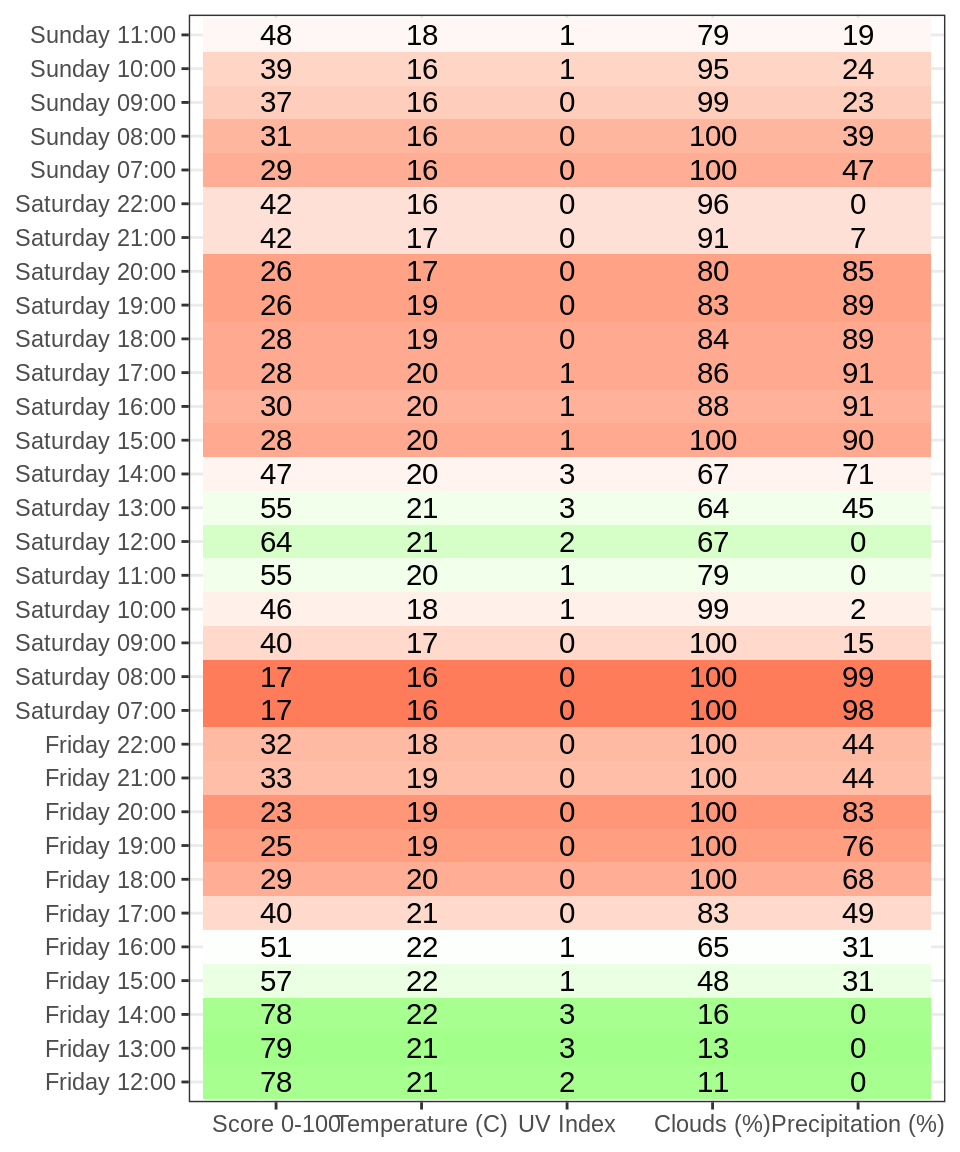 Sunday 11:00 48 18 1 79 19
Sunday 10:00 39 16 1 95 24
Sunday 09:00 37 16 0 99 23
Sunday 08:00 31 16 0 100 39
Sunday 07:00 29 16 0 100 47
Saturday 22:00 42 16 0 96 0
Saturday 21:00 42 17 0 91 7
Saturday 20:00 26 17 0 80 85
Saturday 19:00 26 19 0 83 89
Saturday 18:00 28 19 0 84 89
Saturday 17:00 28 20 1 86 91
Saturday 16:00 30 20 1 88 91
Saturday 15:00 28 20 1 100 90
Saturday 14:00 47 20 3 67 71
Saturday 13:00 55 21 3 64 45
Saturday 12:00 64 21 2 67 0
Saturday 11:00 55 20 1 79 0
Saturday 10:00 46 18 1 99 2
Saturday 09:00 40 17 0 100 15
Saturday 08:00 17 16 0 100 99
Saturday 07:00 17 16 0 100 98
Friday 22:00 32 18 0 100 44
Friday 21:00 33 19 0 100 44
Friday 20:00 23 19 0 100 83
Friday 19:00 25 19 0 100 76
Friday 18:00 29 20 0 100 68
Friday 17:00 40 21 0 83 49
Friday 16:00 51 22 1 65 31
Friday 15:00 57 22 1 48 31
Friday 14:00 78 22 3 16 0
Friday 13:00 79 21 3 13 0
Friday 12:00 78 21 2 11 0
Score 0-100 Temperature (C) UV Index Clouds (%) Precipitation (%)